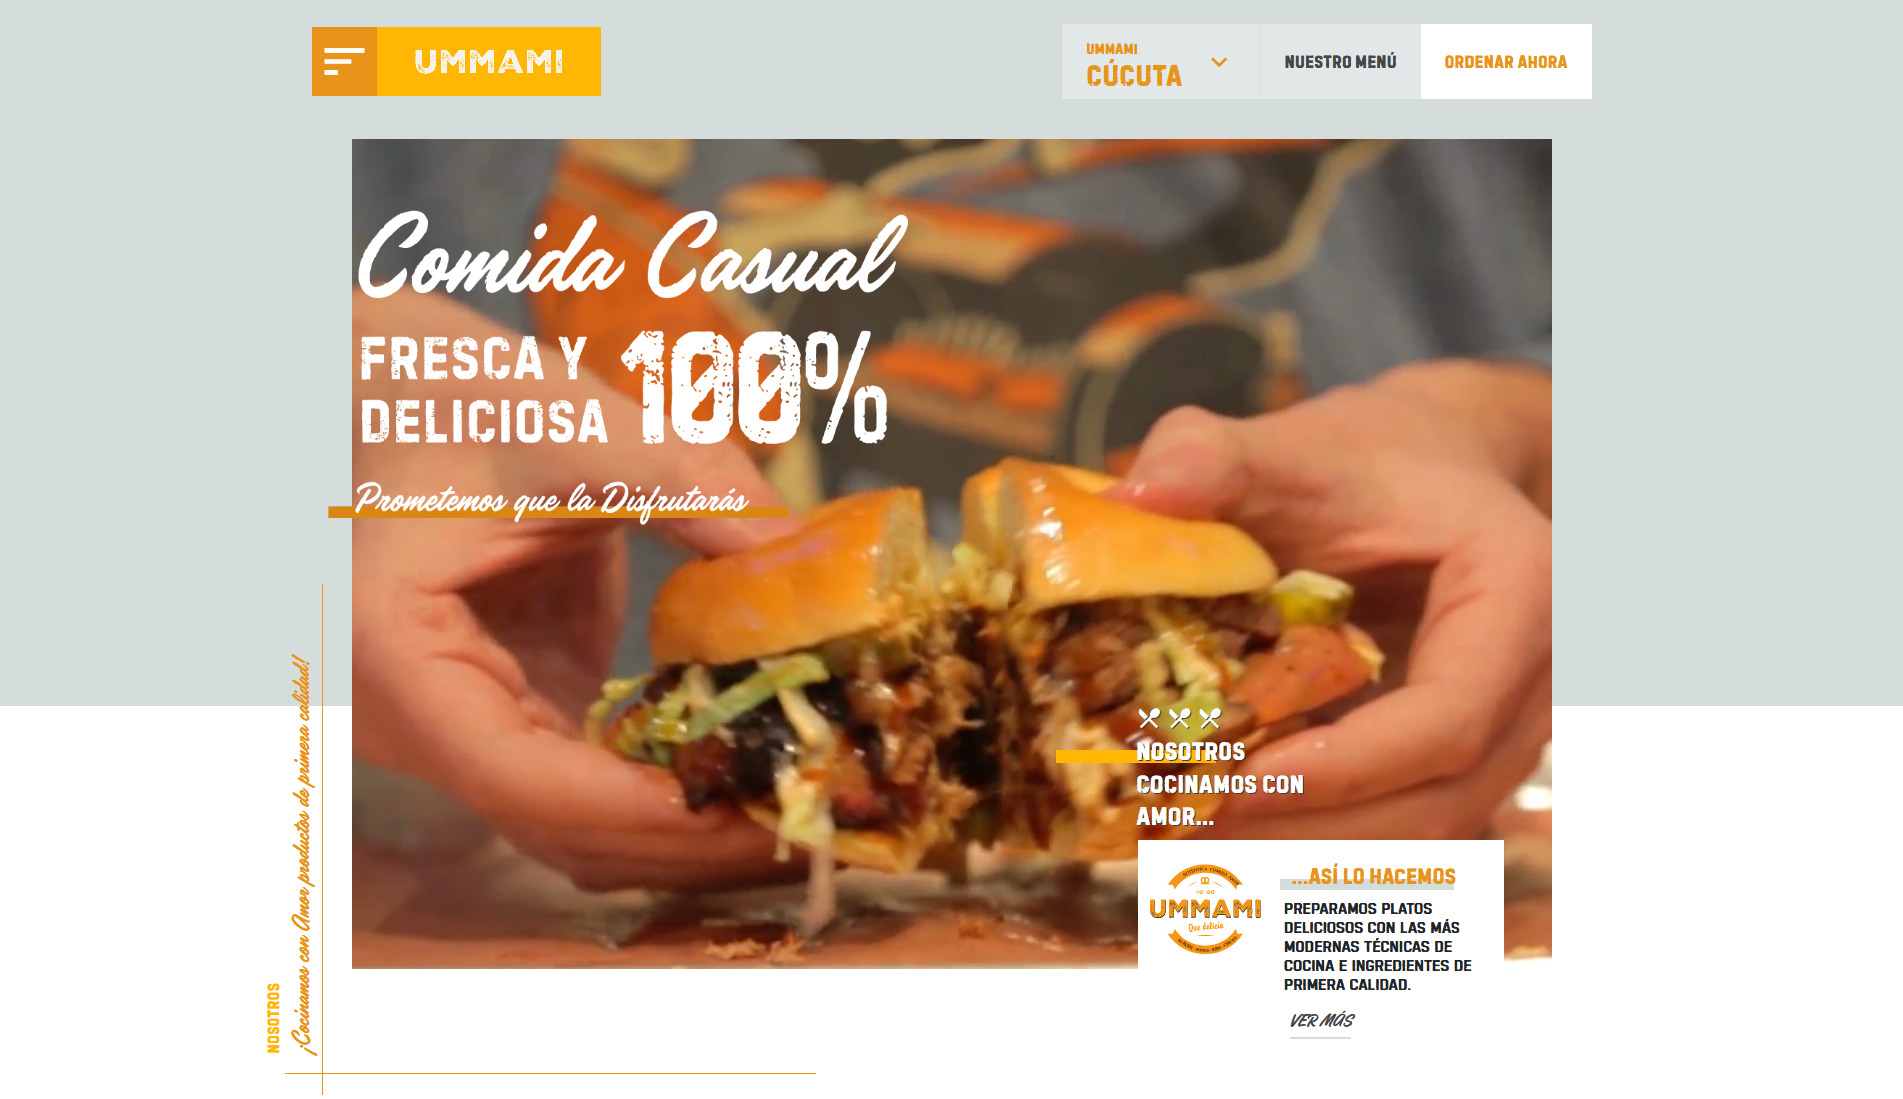 UMMAMI
UMMAMI
CÚCUTA
NUESTRO MENÚ
ORDENAR AHORA
Comida Casual
FRESCA Y
DELICIOSA
100%
Prometemos que la Disfrutarás
NOSOTROS
¡Cocinamos con Amor productos de primera calidad!
NOSOTROS
COCINAMOS CON
AMOR...
TO GO
UMMAMI
Que delicia
...ASÍ LO HACEMOS
PREPARAMOS PLATOS
DELICIOSOS CON LAS MÁS
MODERNAS TÉCNICAS DE
COCINA E INGREDIENTES DE
PRIMERA CALIDAD.
VER MÁS